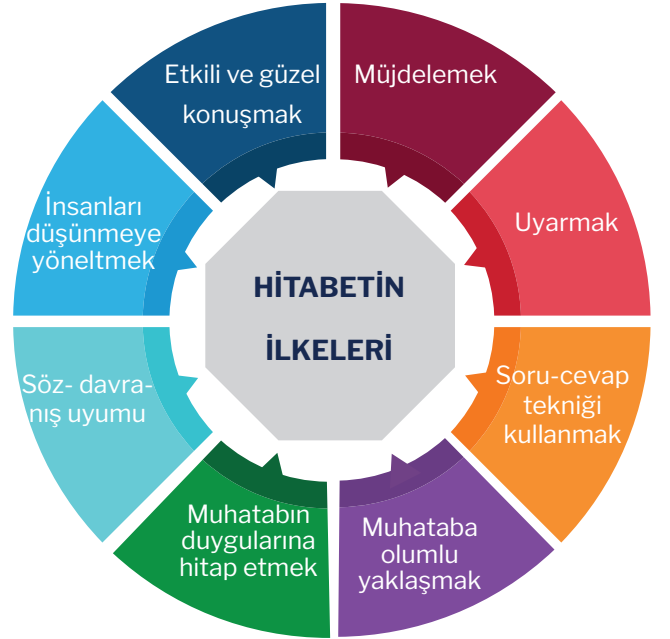 HİTABETİN
İLKELERİ
Müjdelemek
Uyarmak
Soru-cevap
tekniği
kullanmak
Muhataba
olumlu
yaklaşmak
Muhatabın
duygularına
hitap etmek
Söz- davra-
nış uyumu
İnsanları
düşünmeye
yöneltmek
Etkili ve güzel
konuşmak